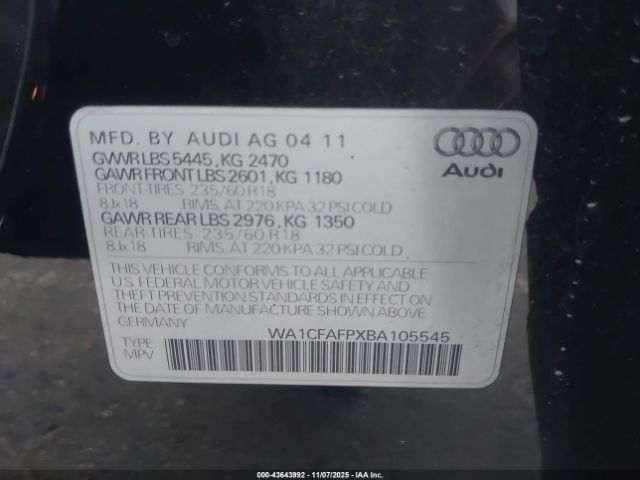 MFD. BY AUDI AG 04 11
GWWR LBS 5445, KG 2470
GAWR FRONT LBS 2601, KG 1180
FRONT-TIRES 235/60 R18
8Jx18 RIMS, AT 220 KPA 32 PSI COLD
GAWR REAR LBS 2976, KG 1350
REAR-TIRES 235/60 R18
8Jx18 RIMS, AT 220 KPA 32 PSI COLD
Audi
THIS VEHICLE CONFORMS TO ALL APPLICABLE
U.S FEDERAL MOTOR VEHICLE SAFETY AND
THEFT PREVENTION STANDARDS IN EFFECT ON
THE DATE OF MANUFACTURE SHOWN ABOVE
GERMANY
WA1CFAFPXBA105545
TYPE
MPV
000-43643992 - 11/07/2025 - IAAI.COM